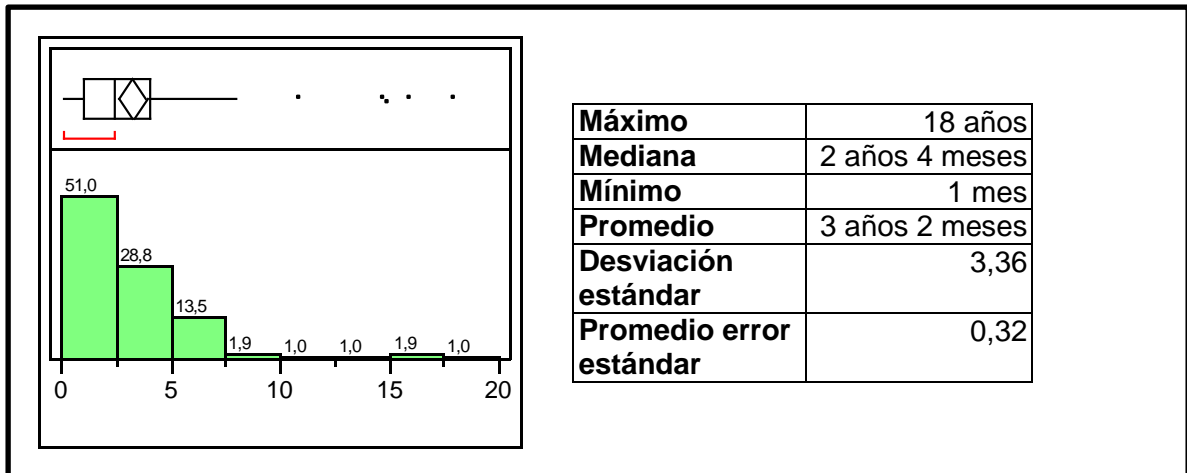 51,0
28,8
13,5
1,9
1,0
1,0
1,9
1,0
0 5 10 15 20
Máximo 18 años
Mediana 2 años 4 meses
Mínimo 1 mes
Promedio 3 años 2 meses
Desviación 3,36
estándar
Promedio error 0,32
estándar